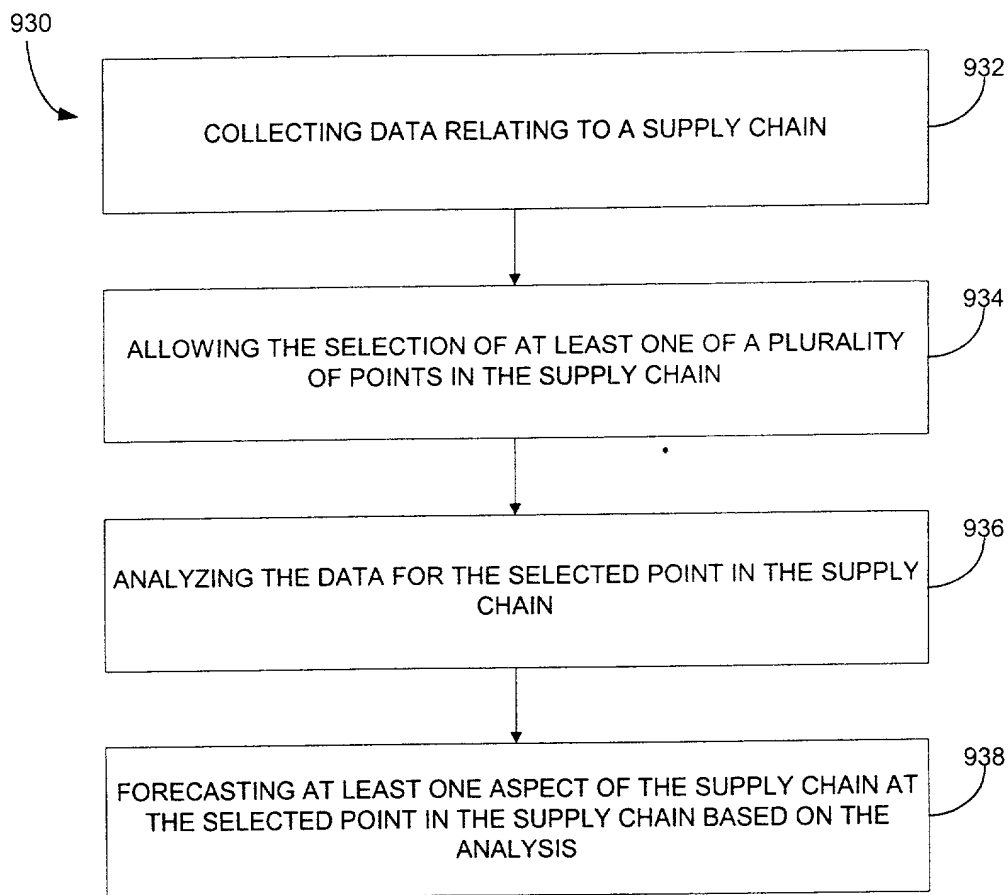 930
932
COLLECTING DATA RELATING TO A SUPPLY CHAIN
934
ALLOWING THE SELECTION OF AT LEAST ONE OF A PLURALITY
OF POINTS IN THE SUPPLY CHAIN
936
ANALYZING THE DATA FOR THE SELECTED POINT IN THE SUPPLY
CHAIN
938
FORECASTING AT LEAST ONE ASPECT OF THE SUPPLY CHAIN AT
THE SELECTED POINT IN THE SUPPLY CHAIN BASED ON THE
ANALYSIS